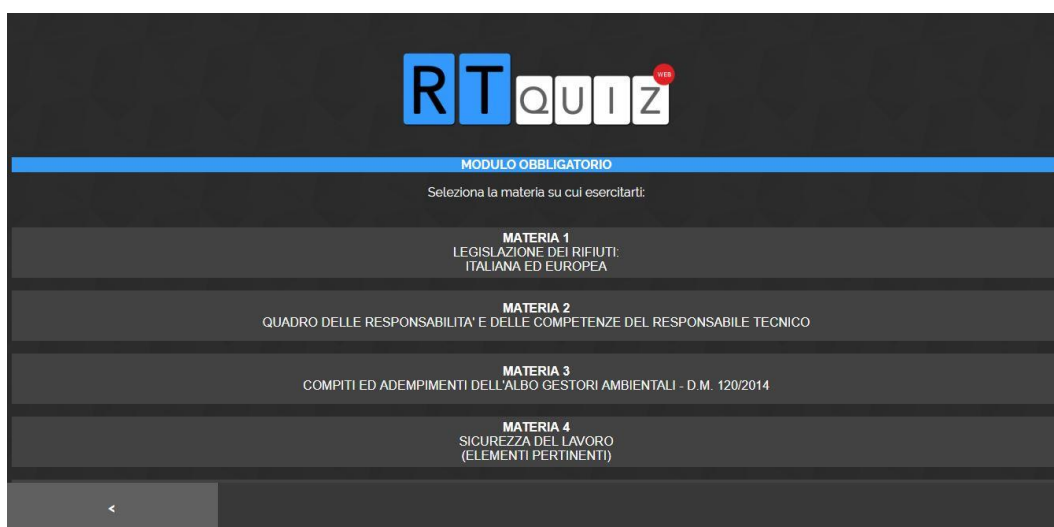 RT QUIZ WEB
MODULO OBBLIGATORIO
Seleziona la materia su cui esercitarti:
MATERIA 1
LEGISLAZIONE DEI RIFIUTI:
ITALIANA ED EUROPEA
MATERIA 2
QUADRO DELLE RESPONSABILITA' E DELLE COMPETENZE DEL RESPONSABILE TECNICO
MATERIA 3
COMPITI ED ADEMPIMENTI DELL'ALBO GESTORI AMBIENTALI - D.M. 120/2014
MATERIA 4
SICUREZZA DEL LAVORO
(ELEMENTI PERTINENTI)
<